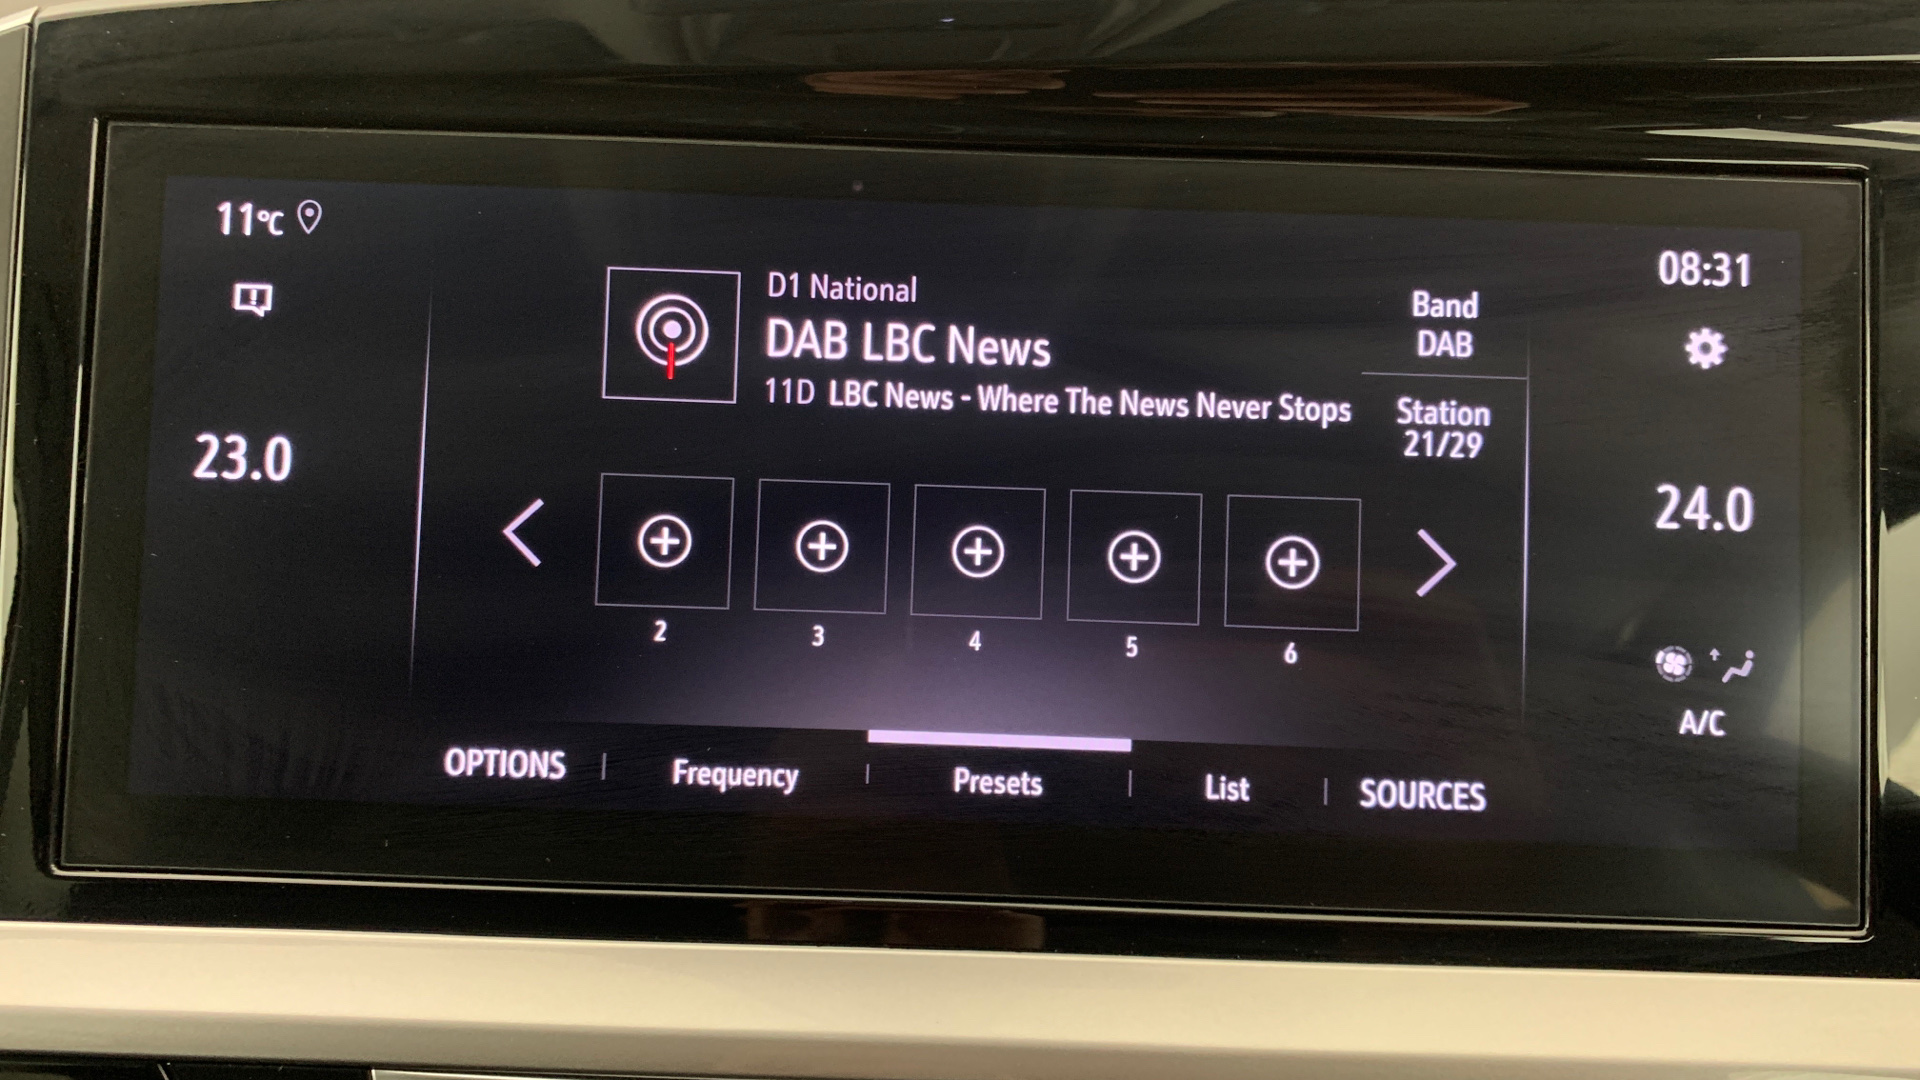 11°C
08:31
D1 National
DAB LBC News
11D LBC News - Where The News Never Stops
Band
DAB
Station
21/29
23.0
24.0
2 3 4 5 6
A/C
OPTIONS | Frequency | Presets | List | SOURCES